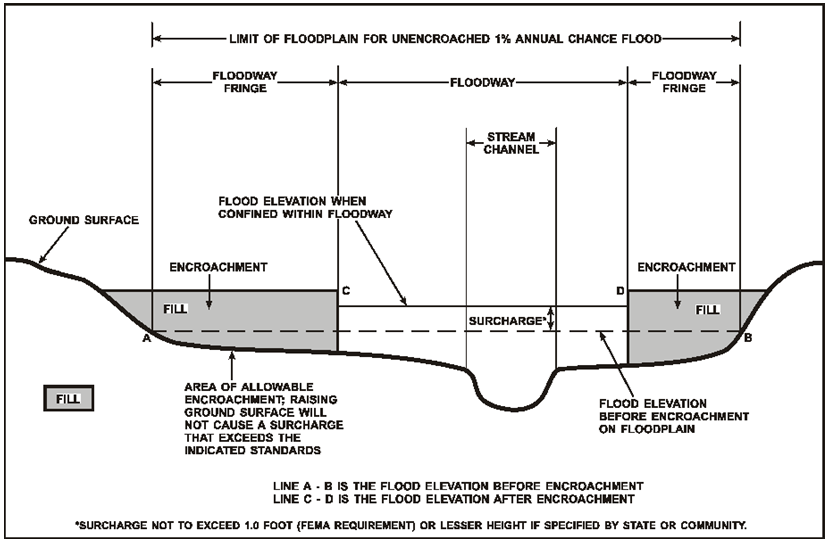 LIMIT OF FLOODPLAIN FOR UNENCROACHED 1% ANNUAL CHANCE FLOOD
FLOODWAY
FRINGE
FLOODWAY
FLOODWAY
FRINGE
STREAM
CHANNEL
FLOOD ELEVATION WHEN
CONFINED WITHIN FLOODWAY
GROUND SURFACE
ENCROACHMENT
ENCROACHMENT
C
D
FILL
FILL
SURCHARGE*
A
B
AREA OF ALLOWABLE
ENCROACHMENT; RAISING
GROUND SURFACE WILL
NOT CAUSE A SURCHARGE
THAT EXCEEDS THE
INDICATED STANDARDS
FILL
FLOOD ELEVATION
BEFORE ENCROACHMENT
ON FLOODPLAIN
LINE A - B IS THE FLOOD ELEVATION BEFORE ENCROACHMENT
LINE C - D IS THE FLOOD ELEVATION AFTER ENCROACHMENT
*SURCHARGE NOT TO EXCEED 1.0 FOOT (FEMA REQUIREMENT) OR LESSER HEIGHT IF SPECIFIED BY STATE OR COMMUNITY.